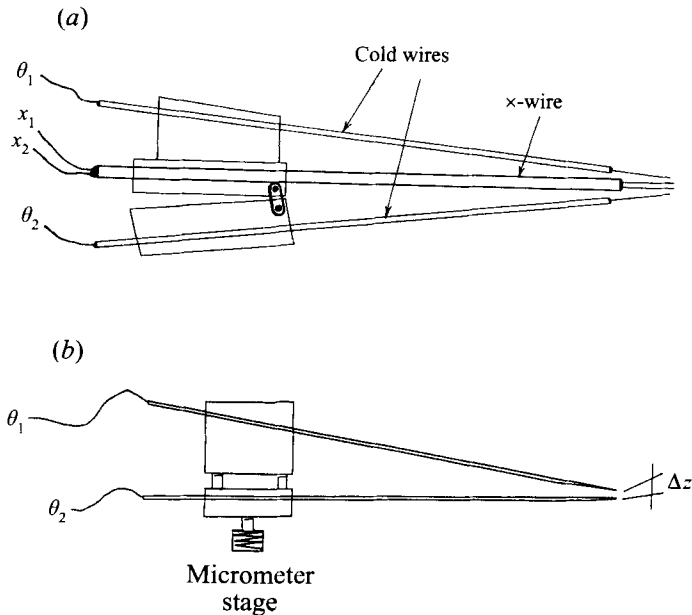 (a)
θ₁
Cold wires
×-wire
x₁
x₂
θ₂
(b)
θ₁
Δz
θ₂
Micrometer
stage